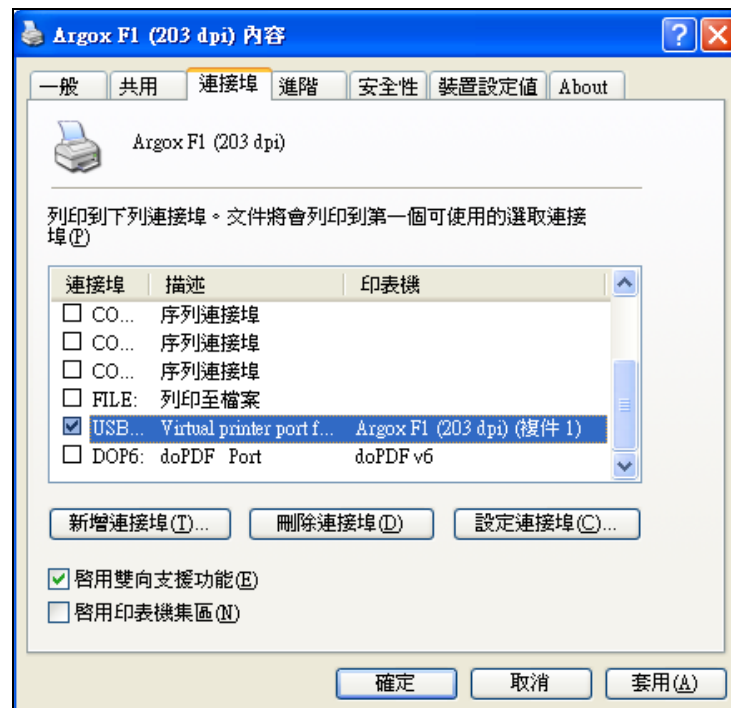 Argox F1 (203 dpi) 內容
一般 共用 連接埠 進階 安全性 裝置設定值 About
Argox F1 (203 dpi)
列印到下列連接埠。文件將會列印到第一個可使用的選取連接
埠(P)
連接埠 描述 印表機
CO... 序列連接埠
CO... 序列連接埠
CO... 序列連接埠
FILE: 列印至檔案
USB... Virtual printer port f... Argox F1 (203 dpi) (複件 1)
DOP6: doPDF Port doPDF v6
新增連接埠(T)... 刪除連接埠(D) 設定連接埠(C)...
啓用雙向支援功能(E)
啓用印表機集區(N)
確定 取消 套用(A)